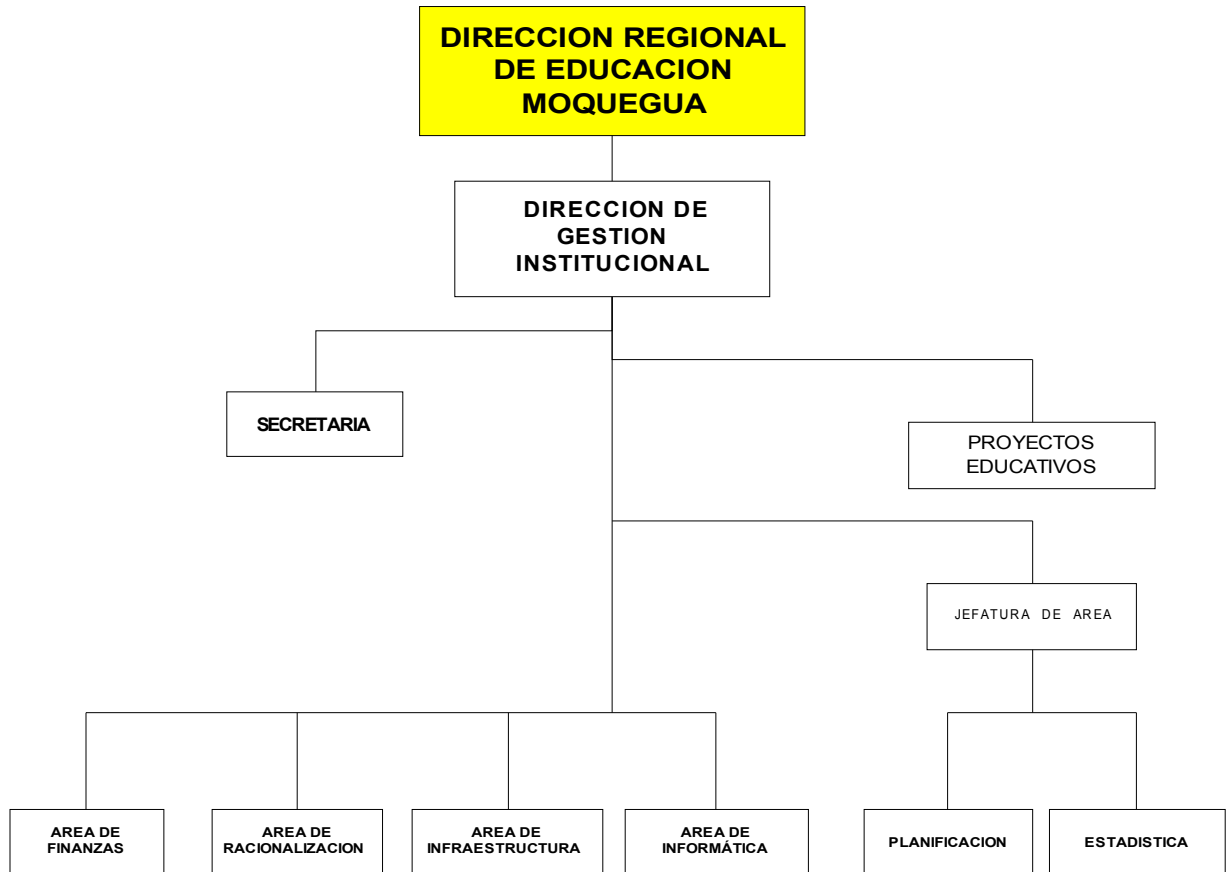 DIRECCION REGIONAL
DE EDUCACION
MOQUEGUA
DIRECCION DE
GESTION
INSTITUCIONAL
SECRETARIA
PROYECTOS
EDUCATIVOS
JEFATURA DE AREA
AREA DE
FINANZAS
AREA DE
RACIONALIZACION
AREA DE
INFRAESTRUCTURA
AREA DE
INFORMÁTICA
PLANIFICACION
ESTADISTICA